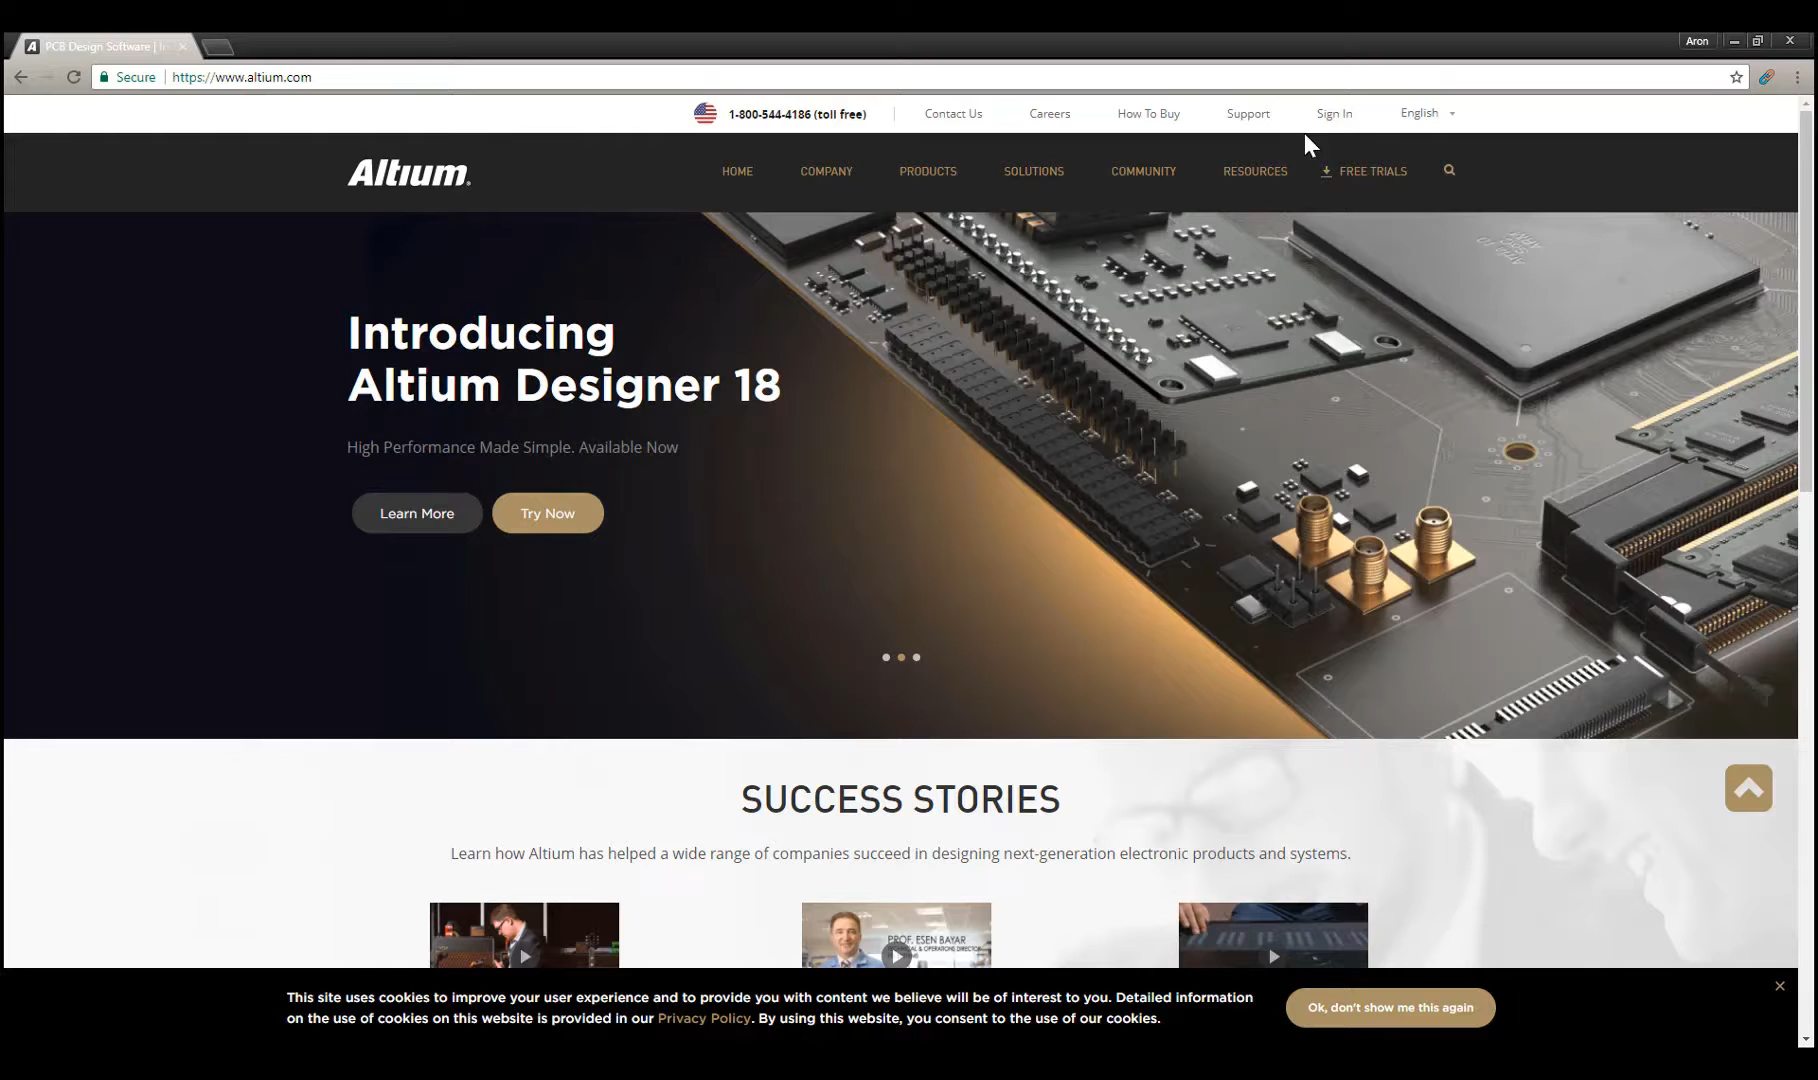 PCB Design Software | In
Aron
Secure
https://www.altium.com
1-800-544-4186 (toll free)
Contact Us
Careers
How To Buy
Support
Sign In
English
Altium.
HOME
COMPANY
PRODUCTS
SOLUTIONS
COMMUNITY
RESOURCES
FREE TRIALS
Introducing
Altium Designer 18
High Performance Made Simple. Available Now
Learn More
Try Now
SUCCESS STORIES
Learn how Altium has helped a wide range of companies succeed in designing next-generation electronic products and systems.
PROF. ESEN BAYAR
TECHNICAL & OPERATIONS DIRECTOR
This site uses cookies to improve your user experience and to provide you with content we believe will be of interest to you. Detailed information
on the use of cookies on this website is provided in our Privacy Policy. By using this website, you consent to the use of our cookies.
Ok, don't show me this again